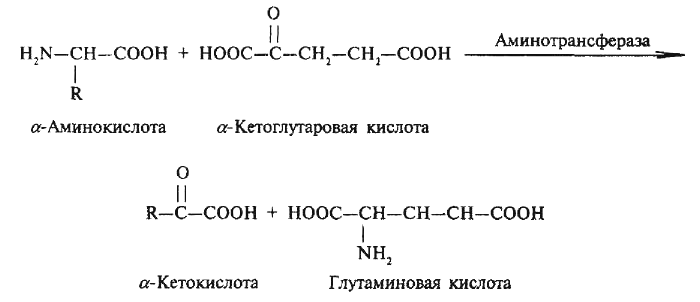 O
Аминотрансфераза
H₂N—CH—COOH + HOOC—C—CH₂—CH₂—COOH
R
α-Аминокислота α-Кетоглутаровая кислота
O
R—C—COOH + HOOC—CH—CH—CH—COOH
NH₂
α-Кетокислота Глутаминовая кислота